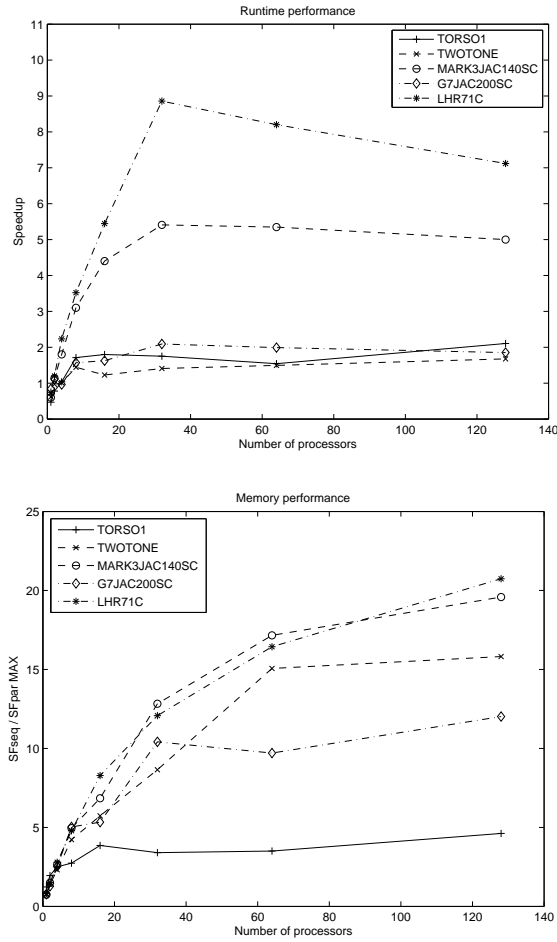 Runtime performance
11
10
9
8
7
6
5
4
3
2
1
0
Speedup
TORSO1
TWOTONE
MARK3JAC140SC
G7JAC200SC
LHR71C
0 20 40 60 80 100 120 140
Number of processors
Memory performance
25
20
15
10
5
0
SFseq / SFpar MAX
TORSO1
TWOTONE
MARK3JAC140SC
G7JAC200SC
LHR71C
0 20 40 60 80 100 120 140
Number of processors